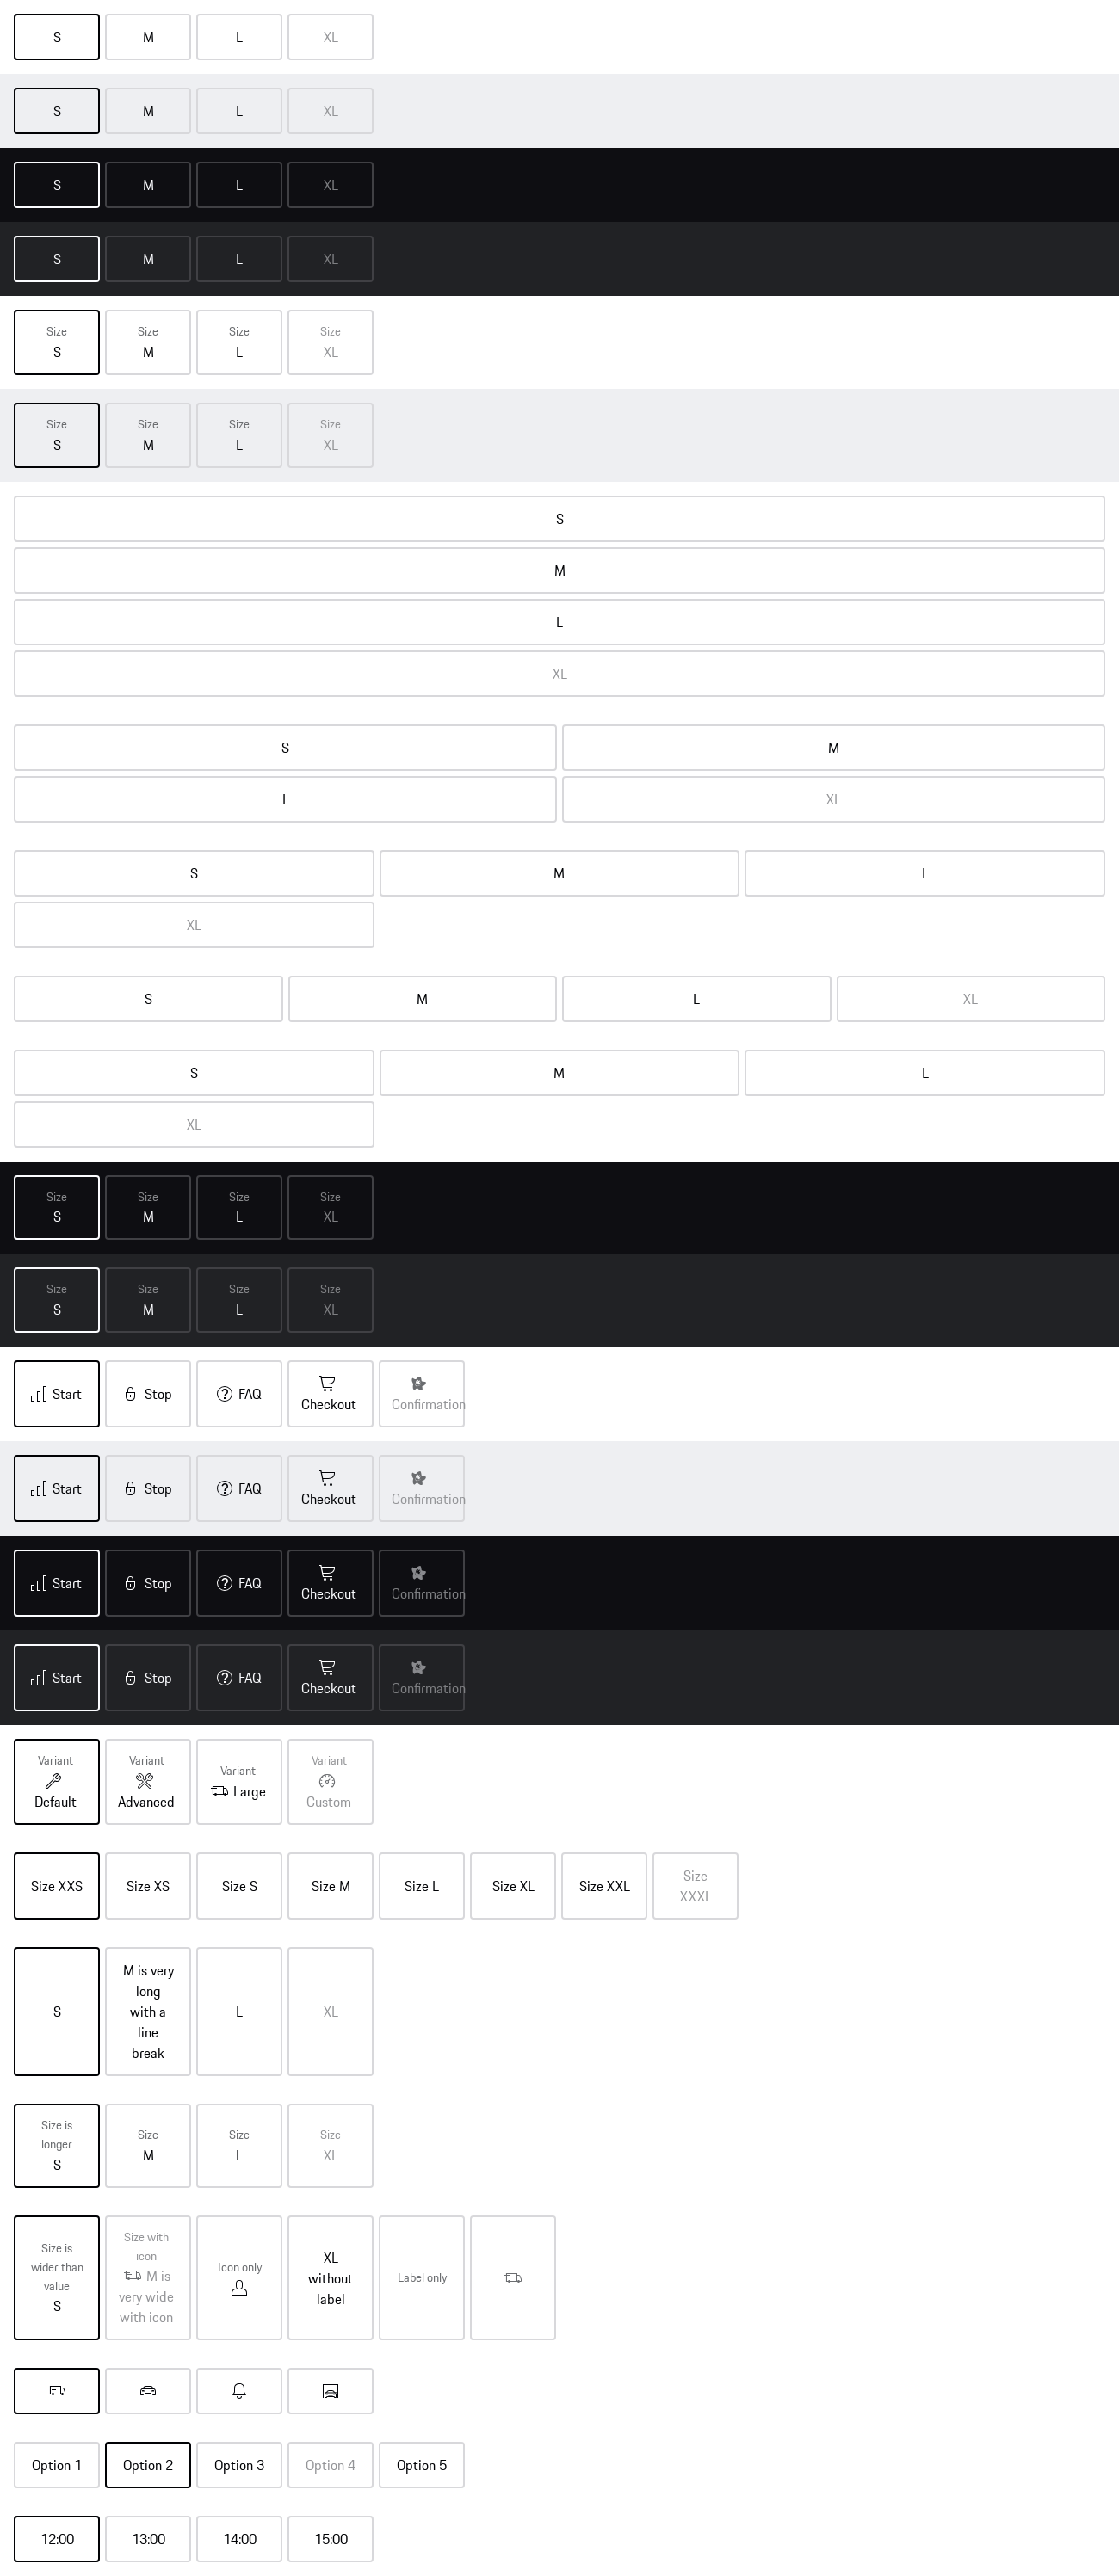 S M L XL
S M L XL
S M L XL
S M L XL
Size Size Size Size
S M L XL
Size Size Size Size
S M L XL
S
M
L
XL
S M
L XL
S M L
XL
S M L XL
S M L
XL
Size Size Size Size
S M L XL
Size Size Size Size
S M L XL
Start Stop FAQ Checkout Confirmation
Start Stop FAQ Checkout Confirmation
Start Stop FAQ Checkout Confirmation
Start Stop FAQ Checkout Confirmation
Variant
Default
Variant
Advanced
Variant
Large
Variant
Custom
Size XXS
Size XS
Size S
Size M
Size L
Size XL
Size XXL
Size
XXXL
S
M is very
long
with a
line
break
L
XL
Size is
longer
S
Size
M
Size
L
Size
XL
Size is
wider than
value
S
Size with
icon
M is
very wide
with icon
Icon only
XL
without
label
Label only
Option 1 Option 2 Option 3 Option 4 Option 5
12:00 13:00 14:00 15:00